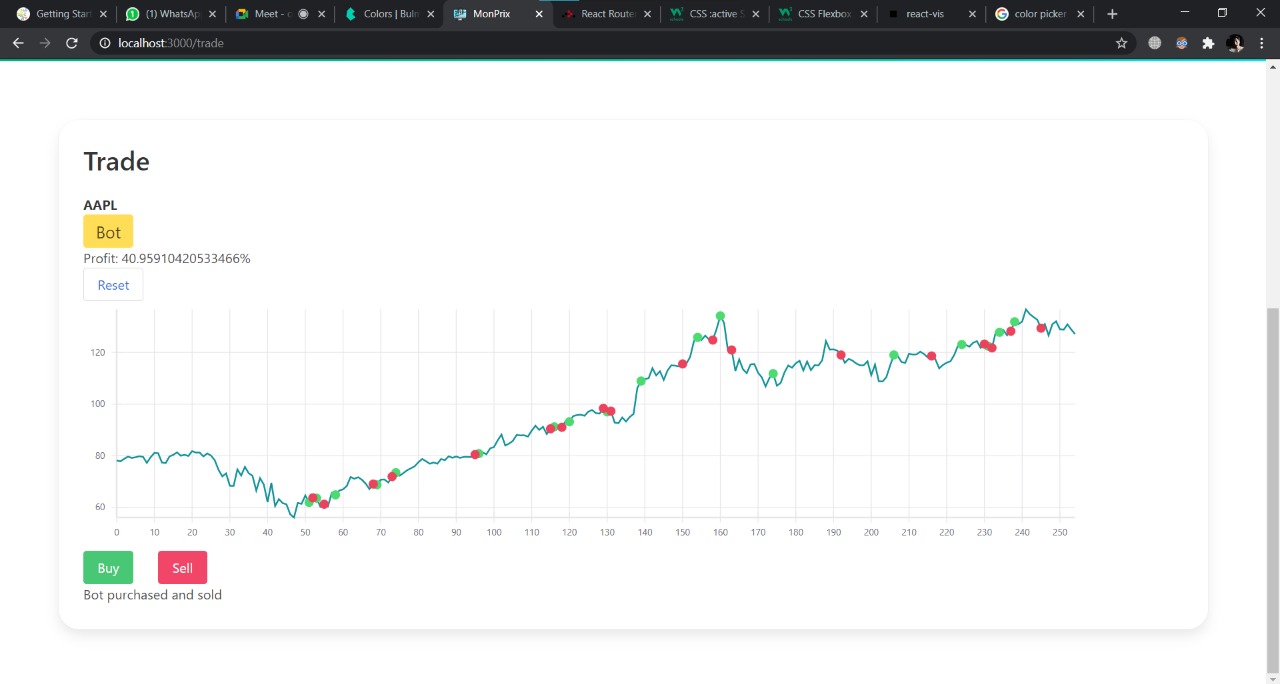 Getting Start
(1) WhatsAp
Meet - o
Colors | Buln
MonPrix
React Route
CSS :active S
CSS Flexbox
react-vis
color picker
localhost:3000/trade
Trade
AAPL
Bot
Profit: 40.95910420533466%
Reset
120
100
80
60
0 10 20 30 40 50 60 70 80 90 100 110 120 130 140 150 160 170 180 190 200 210 220 230 240 250
Buy Sell
Bot purchased and sold